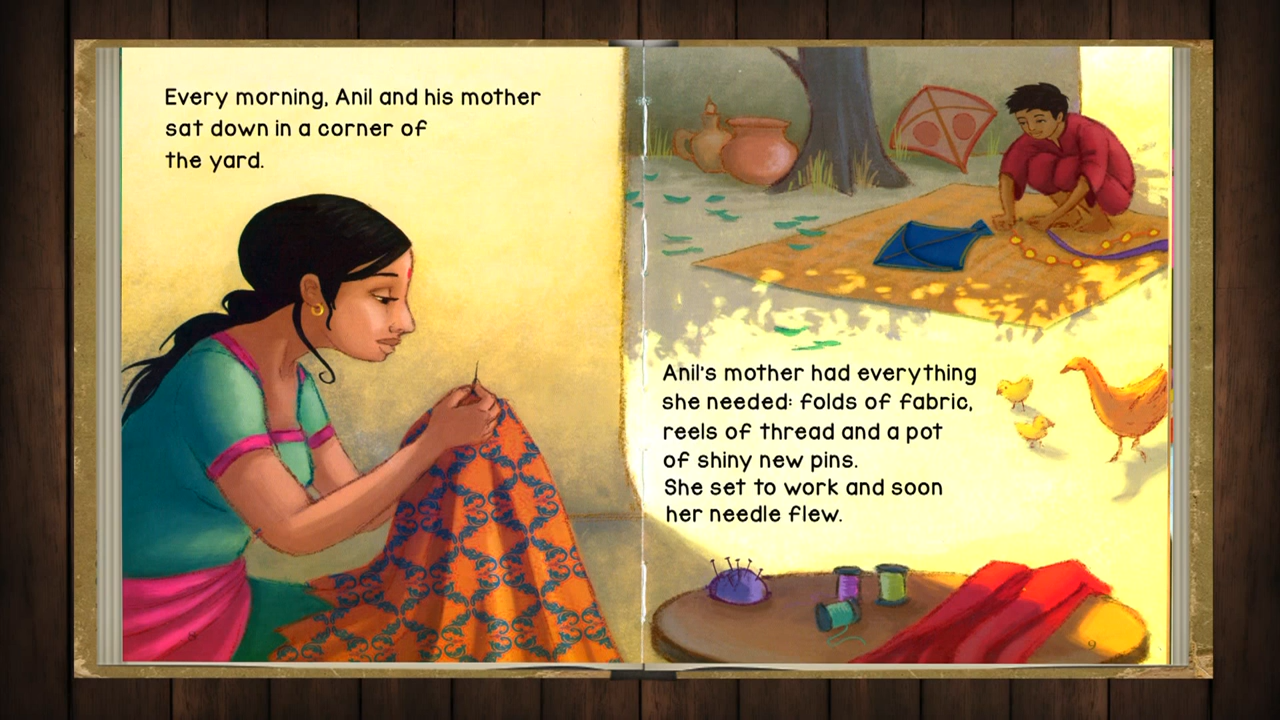 Every morning, Anil and his mother
sat down in a corner of
the yard.
8
Anil's mother had everything
she needed: folds of fabric,
reels of thread and a pot
of shiny new pins.
She set to work and soon
her needle flew.
9